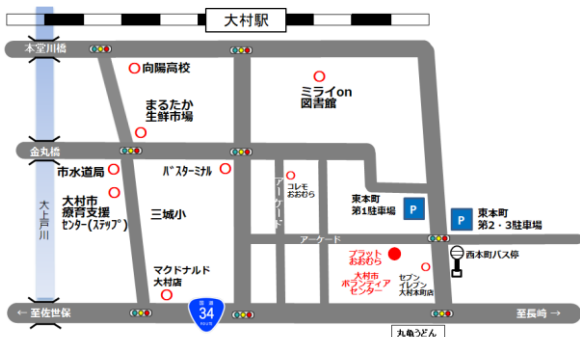 大村駅
本堂川橋
向陽高校
ミライon
図書館
まるたか
生鮮市場
金丸橋
市水道局
バスターミナル
コレモ
おおむら
アーケード
大村市
療育支援
センター(ステップ)
三城小
東本町
第1駐車場
P
P
東本町
第2・3駐車場
大上戸川
アーケード
プラット
おおむら
大村市
ボランティア
センター
西本町バス停
セブン
イレブン
大村本町店
マクドナルド
大村店
← 至佐世保
国道
34
ROUTE
至長崎 →
丸亀うどん